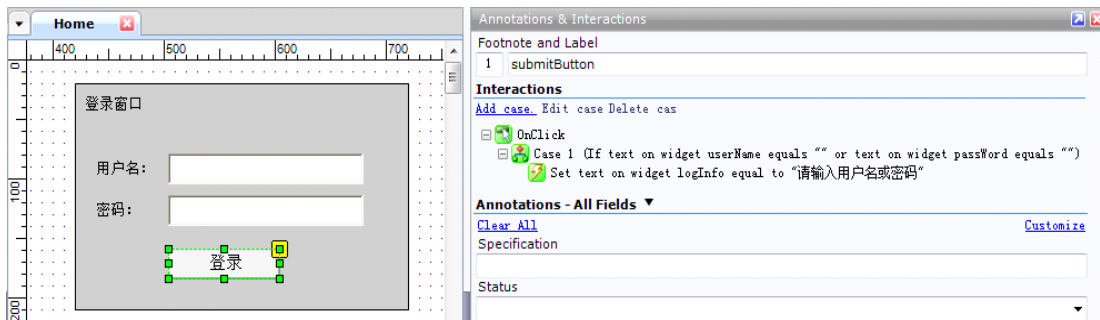 Home
400 500 600 700
登录窗口
用户名:
100
密码:
登录
200
Annotations & Interactions
Footnote and Label
1 submitButton
Interactions
Add case. Edit case Delete cas
OnClick
Case 1 (If text on widget userName equals "" or text on widget passWord equals "")
Set text on widget logInfo equal to "请输入用户名或密码"
Annotations - All Fields
Clear All Customize
Specification
Status